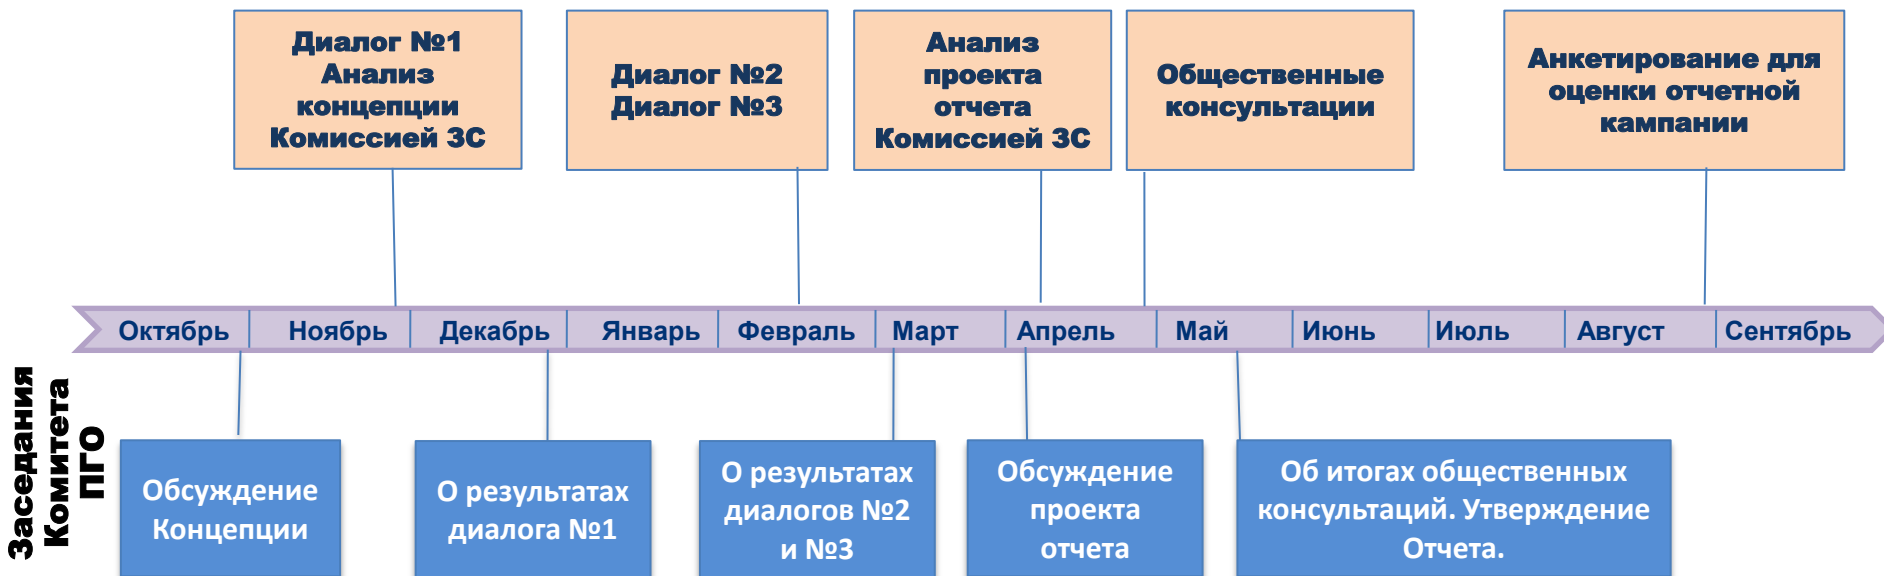 Диалог №1
Анализ
концепции
Комиссией ЗС
Диалог №2
Диалог №3
Анализ
проекта
отчета
Комиссией ЗС
Общественные
консультации
Анкетирование для
оценки отчетной
кампании
Октябрь
Ноябрь
Декабрь
Январь
Февраль
Март
Апрель
Май
Июнь
Июль
Август
Сентябрь
Заседания
Комитета
ПГО
Обсуждение
Концепции
О результатах
диалога №1
О результатах
диалогов №2
и №3
Обсуждение
проекта
отчета
Об итогах общественных
консультаций. Утверждение
Отчета.